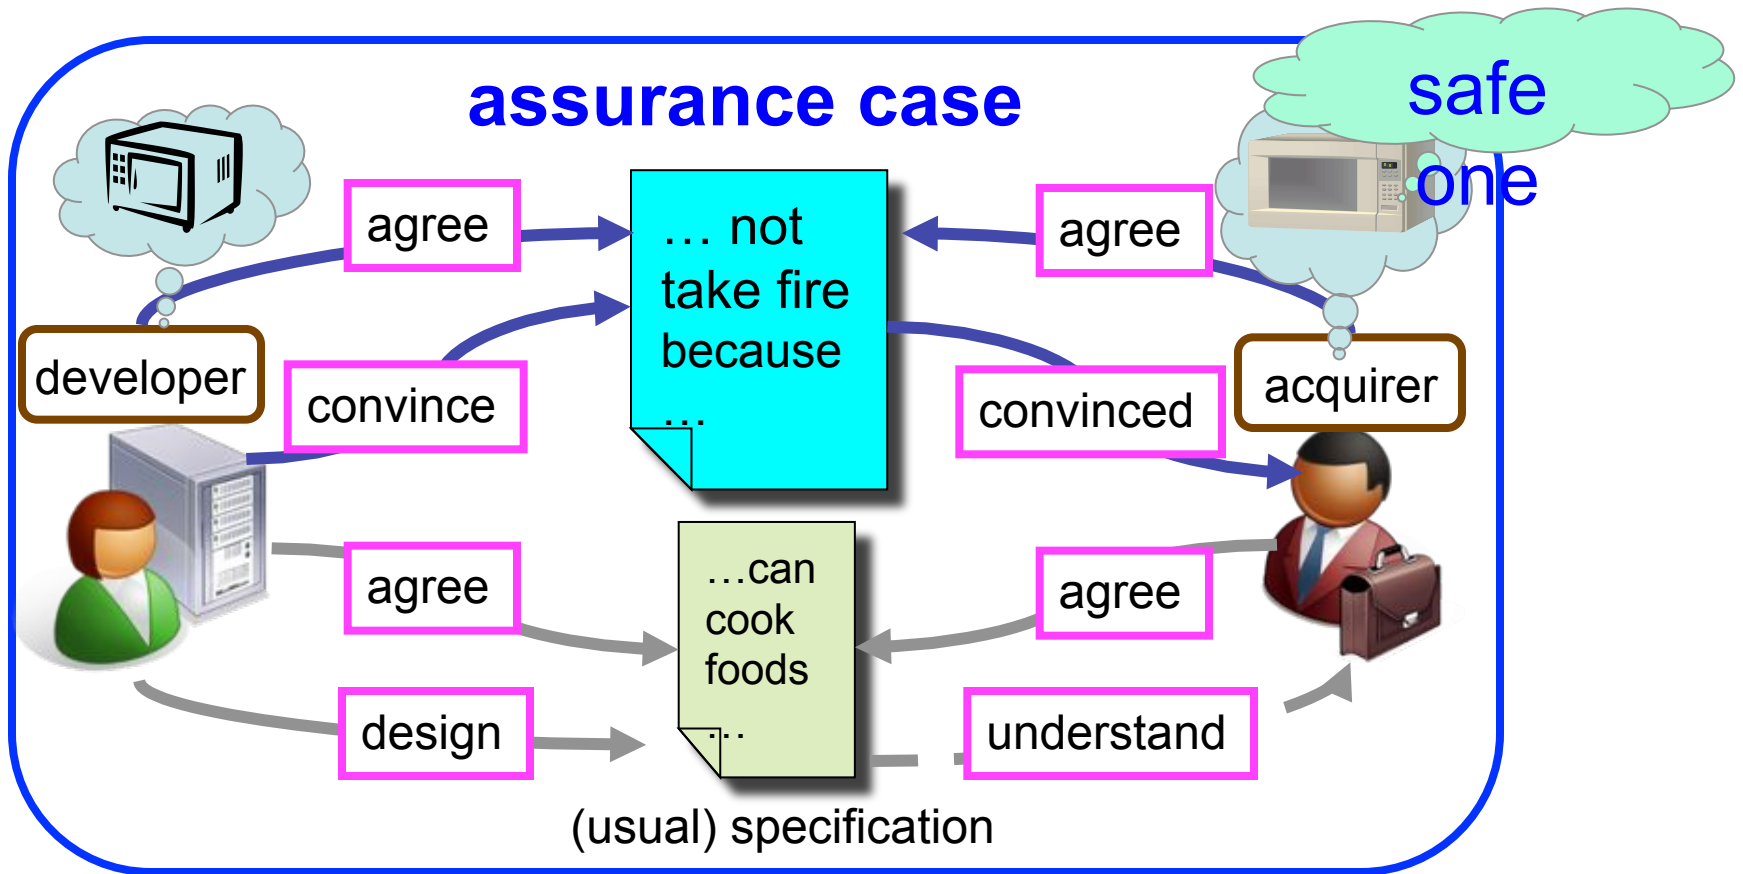 assurance case
safe
one
agree
… not
take fire
because
…
agree
developer
convince
convinced
acquirer
agree
…can
cook
foods
…
agree
design
understand
(usual) specification